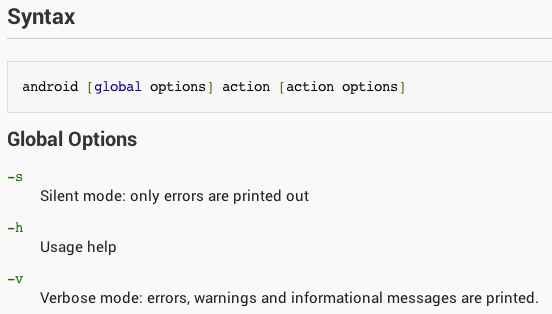 Syntax
android [global options] action [action options]
Global Options
-s
Silent mode: only errors are printed out
-h
Usage help
-v
Verbose mode: errors, warnings and informational messages are printed.